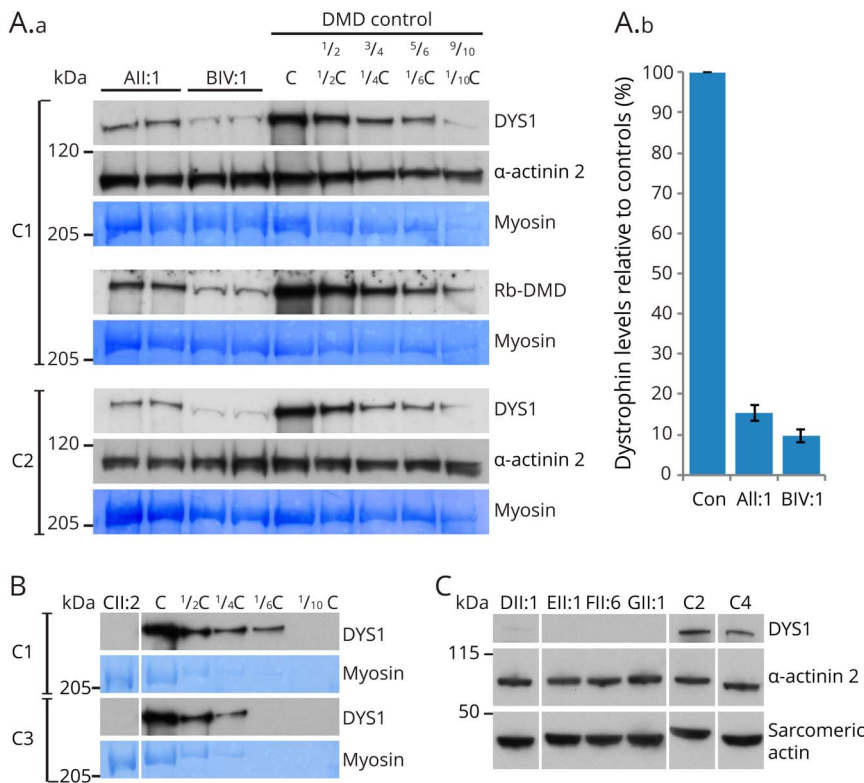 A.a
DMD control
1/2 3/4 5/6 9/10
kDa AII:1 BIV:1 C 1/2C 1/4C 1/6C 1/10C
C1
DYS1
120
α-actinin 2
205
Myosin
Rb-DMD
205
Myosin
C2
DYS1
120
α-actinin 2
205
Myosin
A.b
Dystrophin levels relative to controls (%)
100
90
80
70
60
50
40
30
20
10
0
Con AII:1 BIV:1
B
kDa CII:2 C 1/2C 1/4C 1/6C 1/10 C
C1
DYS1
205
Myosin
C3
DYS1
205
Myosin
C
kDa DII:1 EII:1 FII:6 GII:1 C2 C4
DYS1
115
α-actinin 2
50
Sarcomeric
actin